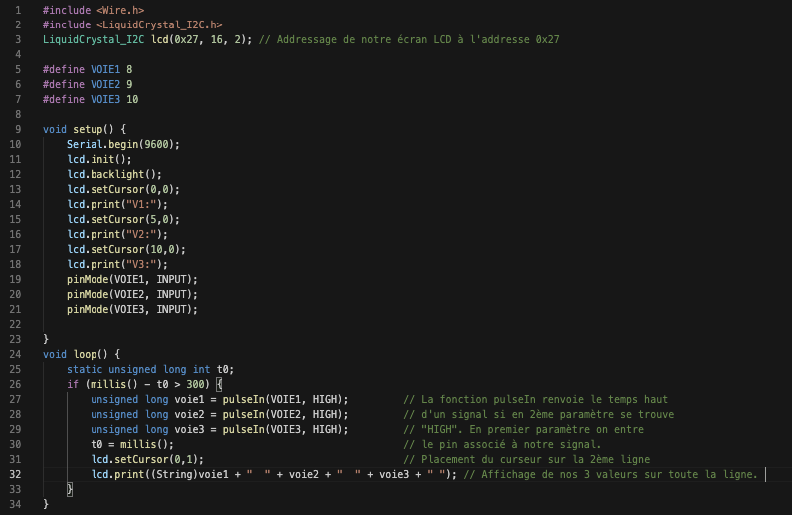 1 #include <Wire.h>
2 #include <LiquidCrystal_I2C.h>
3 LiquidCrystal_I2C lcd(0x27, 16, 2); // Addressage de notre écran LCD à l'addresse 0x27
4
5 #define VOIE1 8
6 #define VOIE2 9
7 #define VOIE3 10
8
9 void setup() {
10     Serial.begin(9600);
11     lcd.init();
12     lcd.backlight();
13     lcd.setCursor(0,0);
14     lcd.print("V1:");
15     lcd.setCursor(5,0);
16     lcd.print("V2:");
17     lcd.setCursor(10,0);
18     lcd.print("V3:");
19     pinMode(VOIE1, INPUT);
20     pinMode(VOIE2, INPUT);
21     pinMode(VOIE3, INPUT);
22
23 }
24 void loop() {
25     static unsigned long int t0;
26     if (millis() - t0 > 300) {
27         unsigned long voie1 = pulseIn(VOIE1, HIGH);         // La fonction pulseIn renvoie le temps haut
28         unsigned long voie2 = pulseIn(VOIE2, HIGH);         // d'un signal si en 2ème paramètre se trouve
29         unsigned long voie3 = pulseIn(VOIE3, HIGH);         // "HIGH". En premier paramètre on entre
30         t0 = millis();                                      // le pin associé à notre signal.
31         lcd.setCursor(0,1);                                 // Placement du curseur sur la 2ème ligne
32         lcd.print((String)voie1 + "  " + voie2 + "  " + voie3 + " "); // Affichage de nos 3 valeurs sur toute la ligne.
33     }
34 }